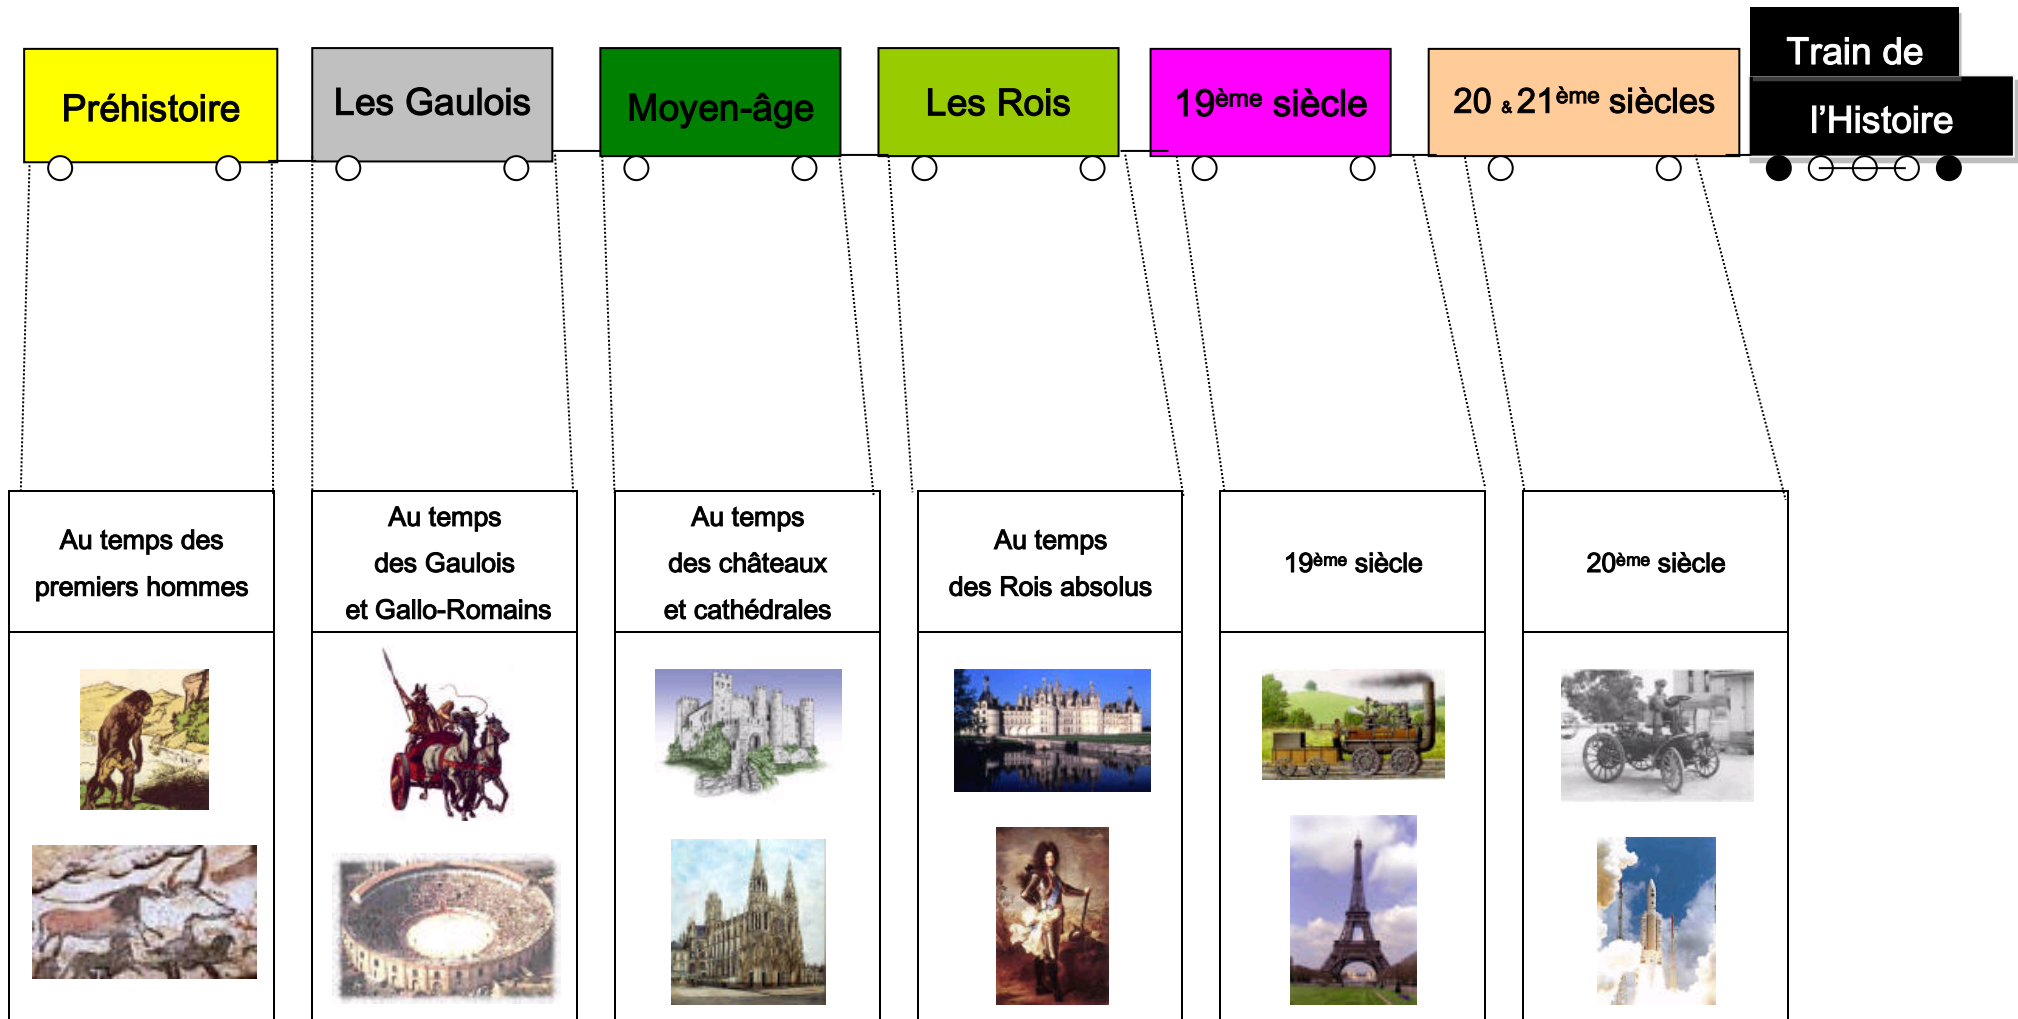 Préhistoire
Les Gaulois
Moyen-âge
Les Rois
19ème siècle
20 & 21ème siècles
Train de
l'Histoire
Au temps des
premiers hommes
Au temps
des Gaulois
et Gallo-Romains
Au temps
des châteaux
et cathédrales
Au temps
des Rois absolus
19ème siècle
20ème siècle